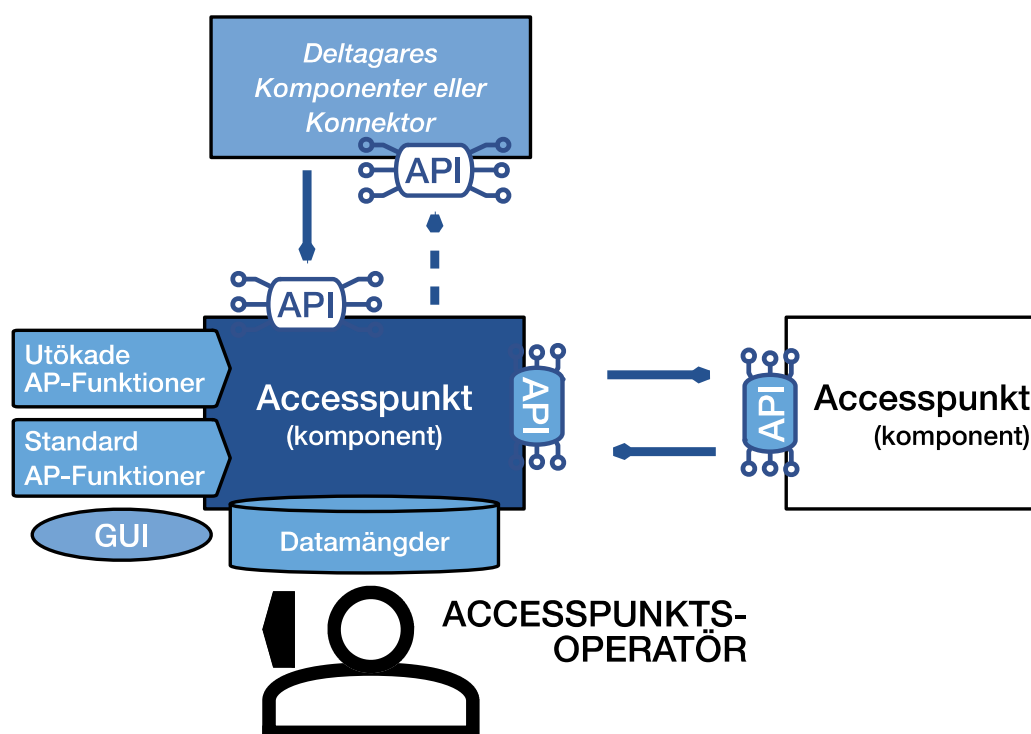 Deltagares
Komponenter eller
Konnektor
API
API
Utökade
AP-Funktioner
Accesspunkt
(komponent)
API
API
Accesspunkt
(komponent)
Standard
AP-Funktioner
GUI
Datamängder
ACCESSPUNKTS-
OPERATÖR